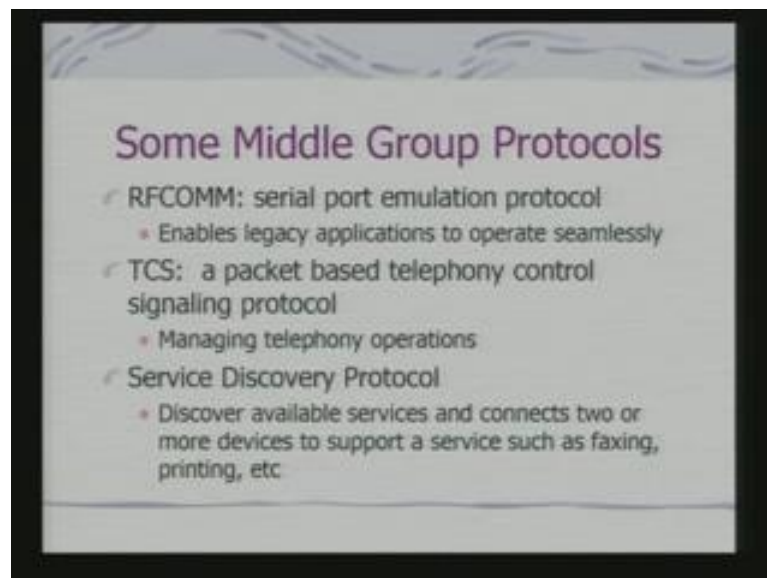 Some Middle Group Protocols
RFCOMM: serial port emulation protocol
Enables legacy applications to operate seamlessly
TCS: a packet based telephony control
signaling protocol
Managing telephony operations
Service Discovery Protocol
Discover available services and connects two or
more devices to support a service such as faxing,
printing, etc